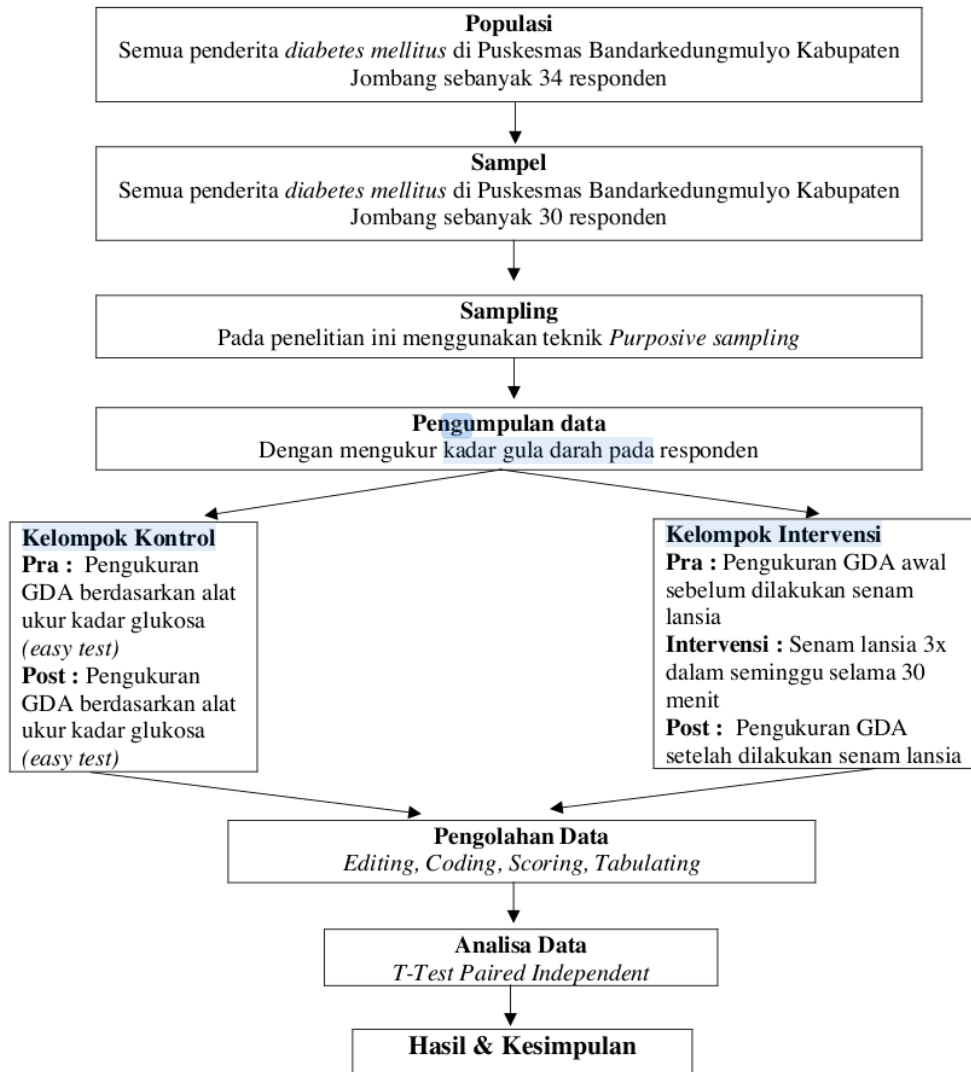 Populasi
Semua penderita diabetes mellitus di Puskesmas Bandarkedungmulyo Kabupaten
Jombang sebanyak 34 responden
Sampel
Semua penderita diabetes mellitus di Puskesmas Bandarkedungmulyo Kabupaten
Jombang sebanyak 30 responden
Sampling
Pada penelitian ini menggunakan teknik Purposive sampling
Pengumpulan data
Dengan mengukur kadar gula darah pada responden
Kelompok Kontrol
Pra : Pengukuran
GDA berdasarkan alat
ukur kadar glukosa
(easy test)
Post : Pengukuran
GDA berdasarkan alat
ukur kadar glukosa
(easy test)
Kelompok Intervensi
Pra : Pengukuran GDA awal
sebelum dilakukan senam
lansia
Intervensi : Senam lansia 3x
dalam seminggu selama 30
menit
Post : Pengukuran GDA
setelah dilakukan senam lansia
Pengolahan Data
Editing, Coding, Scoring, Tabulating
Analisa Data
T-Test Paired Independent
Hasil & Kesimpulan